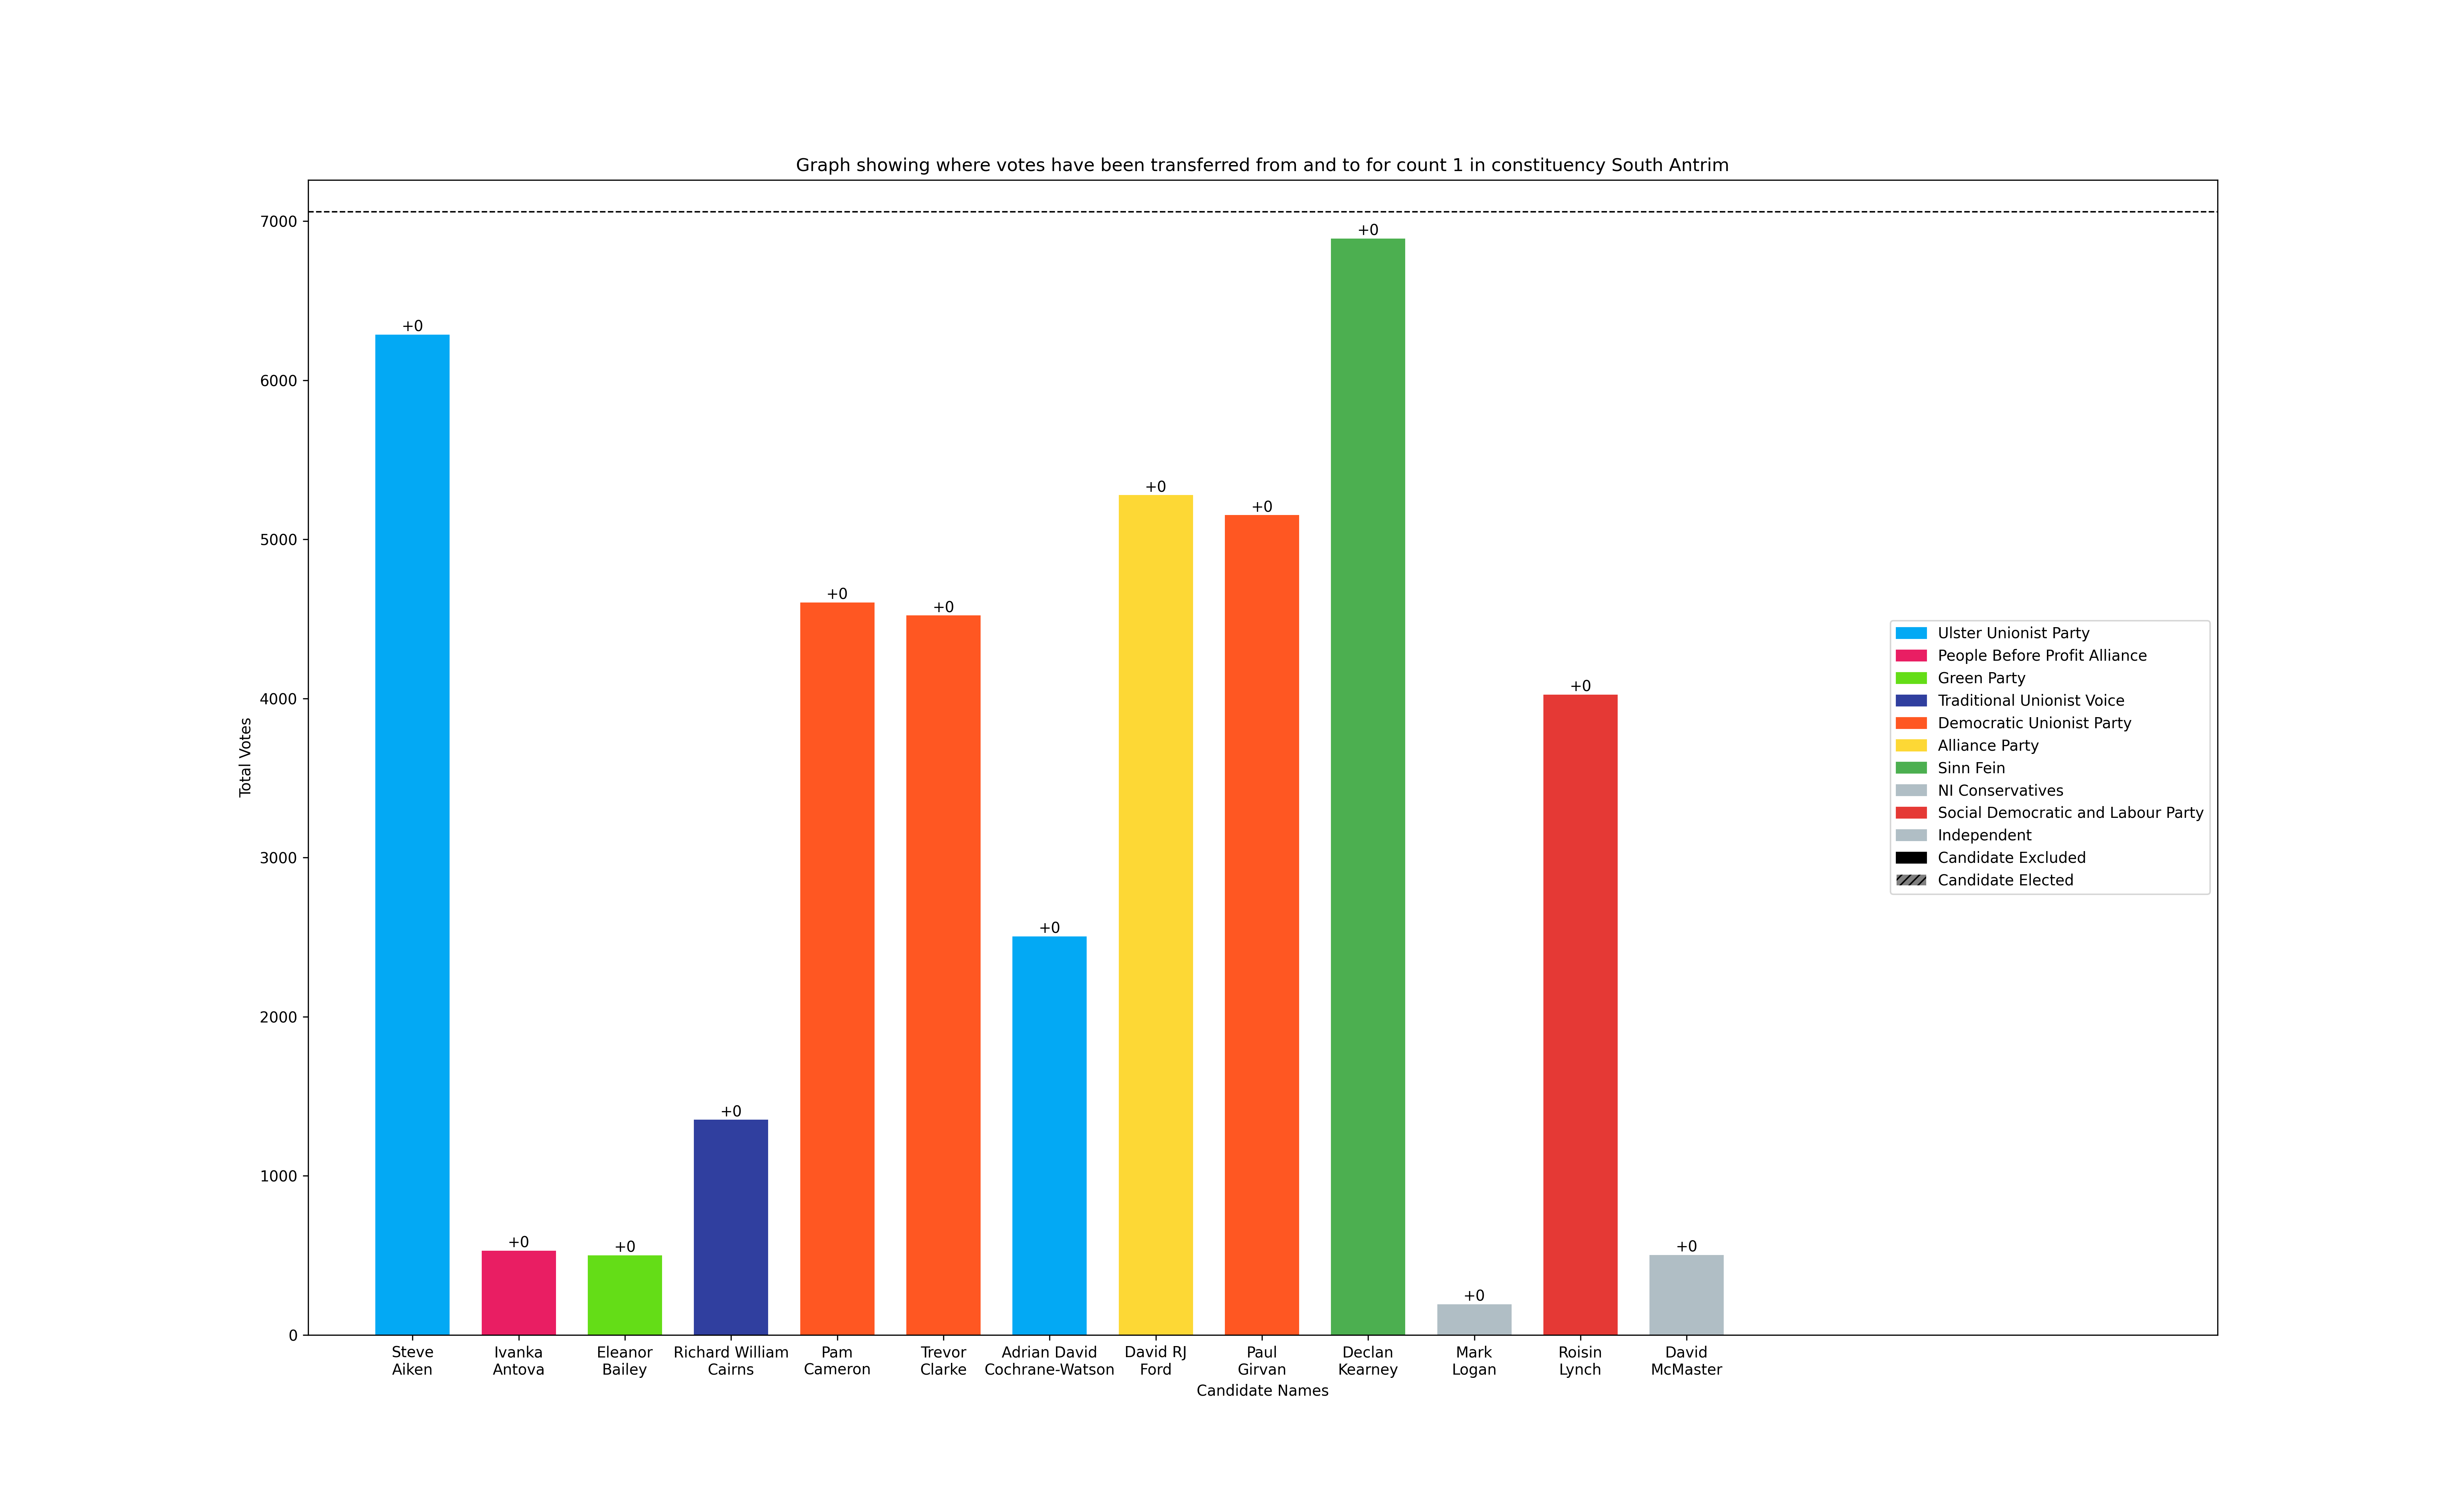 Graph showing where votes have been transferred from and to for count 1 in constituency South Antrim
Total Votes
7000
6000
5000
4000
3000
2000
1000
0
+0
+0
+0
+0
+0
+0
+0
+0
+0
+0
+0
+0
+0
Steve
Aiken
Ivanka
Antova
Eleanor
Bailey
Richard William
Cairns
Pam
Cameron
Trevor
Clarke
Adrian David
Cochrane-Watson
David RJ
Ford
Paul
Girvan
Declan
Kearney
Mark
Logan
Roisin
Lynch
David
McMaster
Candidate Names
Ulster Unionist Party
People Before Profit Alliance
Green Party
Traditional Unionist Voice
Democratic Unionist Party
Alliance Party
Sinn Fein
NI Conservatives
Social Democratic and Labour Party
Independent
Candidate Excluded
Candidate Elected